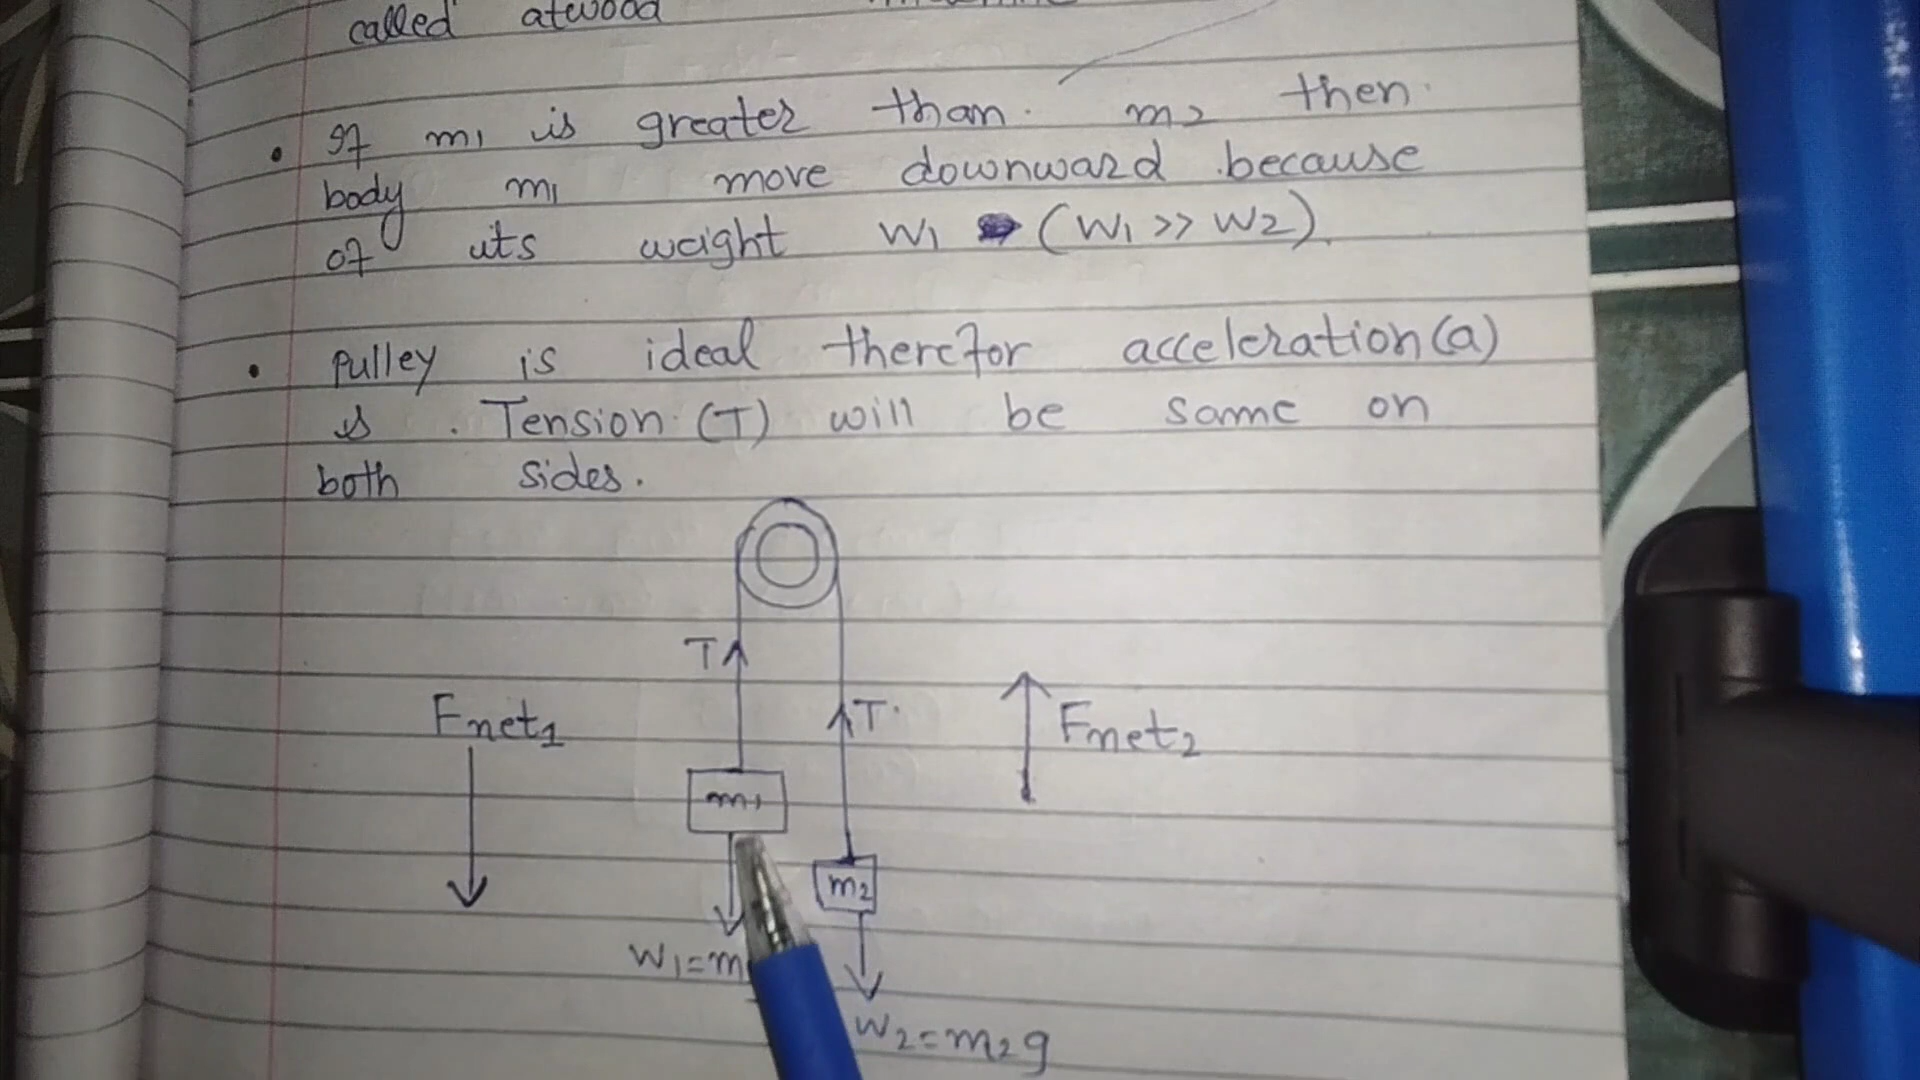 called atwood
• If m1 is greater than m2 then
body m1 move downward because
of uts weight W1 (W1 >> W2).
• Pulley is ideal therefor acceleration(a)
is . Tension (T) will be same on
both sides.
T
T
Fnet1
Fnet2
m1
m2
W1=m
W2=m2g